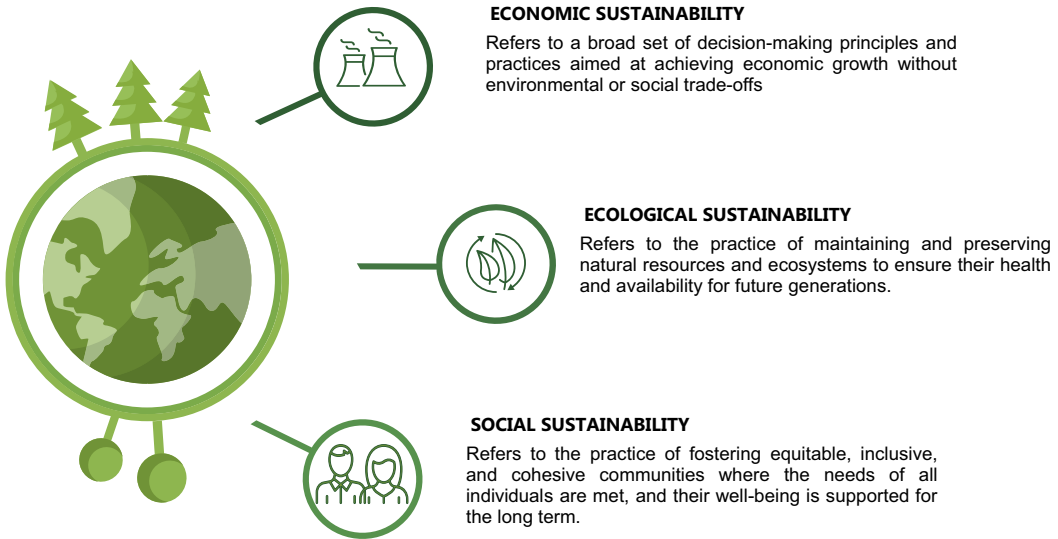 ECONOMIC SUSTAINABILITY
Refers to a broad set of decision-making principles and
practices aimed at achieving economic growth without
environmental or social trade-offs
ECOLOGICAL SUSTAINABILITY
Refers to the practice of maintaining and preserving
natural resources and ecosystems to ensure their health
and availability for future generations.
SOCIAL SUSTAINABILITY
Refers to the practice of fostering equitable, inclusive,
and cohesive communities where the needs of all
individuals are met, and their well-being is supported for
the long term.